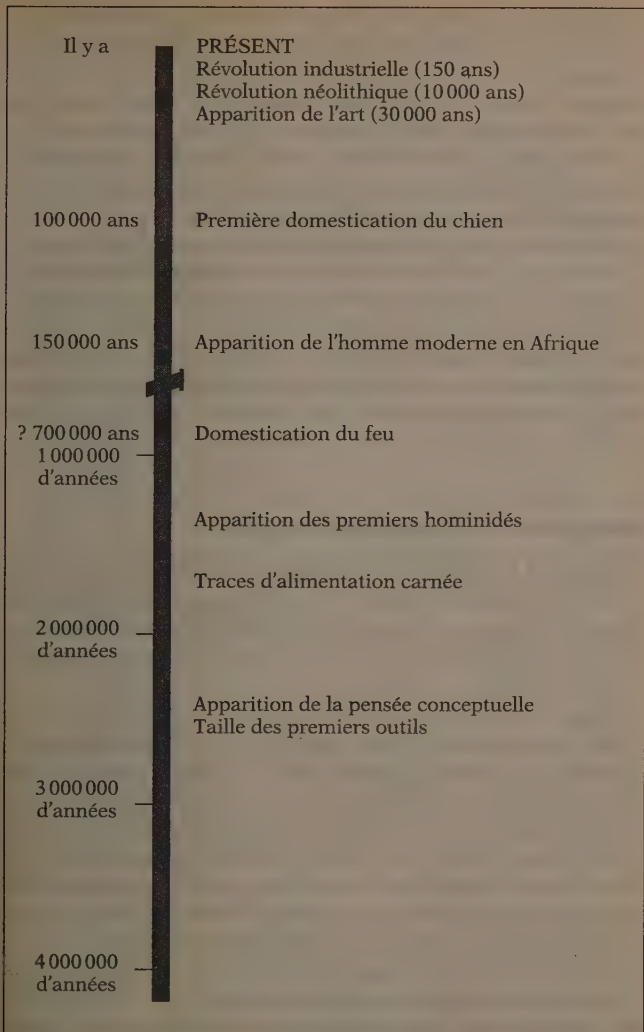 Il y a PRÉSENT
Révolution industrielle (150 ans)
Révolution néolithique (10 000 ans)
Apparition de l'art (30 000 ans)
100 000 ans Première domestication du chien
150 000 ans Apparition de l'homme moderne en Afrique
? 700 000 ans Domestication du feu
1 000 000
d'années
Apparition des premiers hominidés
Traces d'alimentation carnée
2 000 000
d'années
Apparition de la pensée conceptuelle
Taille des premiers outils
3 000 000
d'années
4 000 000
d'années